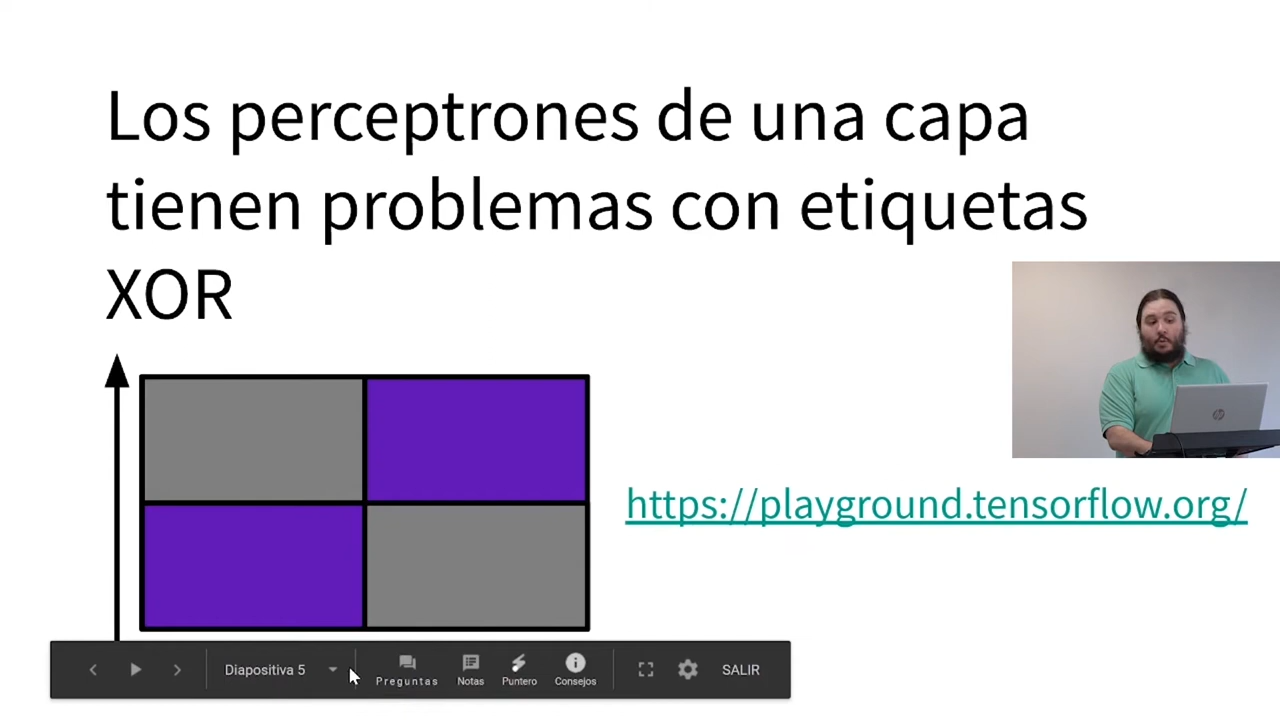 Los perceptrones de una capa
tienen problemas con etiquetas
XOR
https://playground.tensorflow.org/
Diapositiva 5
Preguntas
Notas
Puntero
Consejos
SALIR